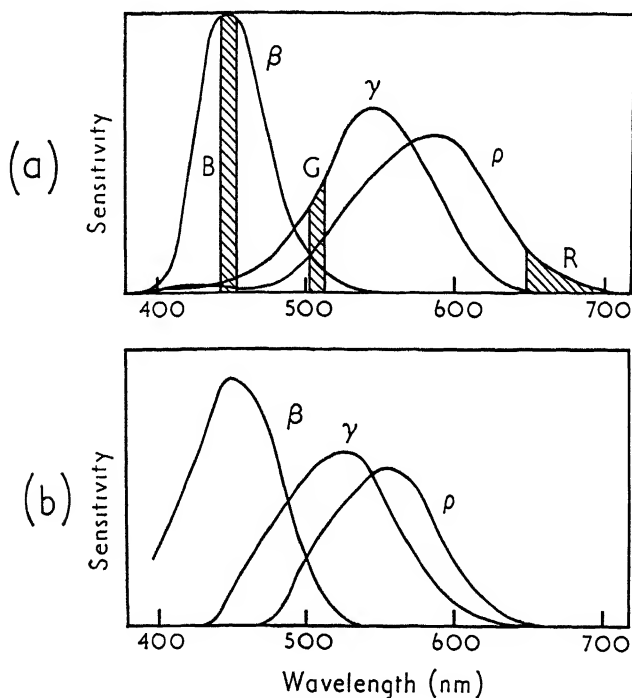 (a)
Sensitivity
β
γ
ρ
B
G
R
400 500 600 700
(b)
Sensitivity
β
γ
ρ
400 500 600 700
Wavelength (nm)